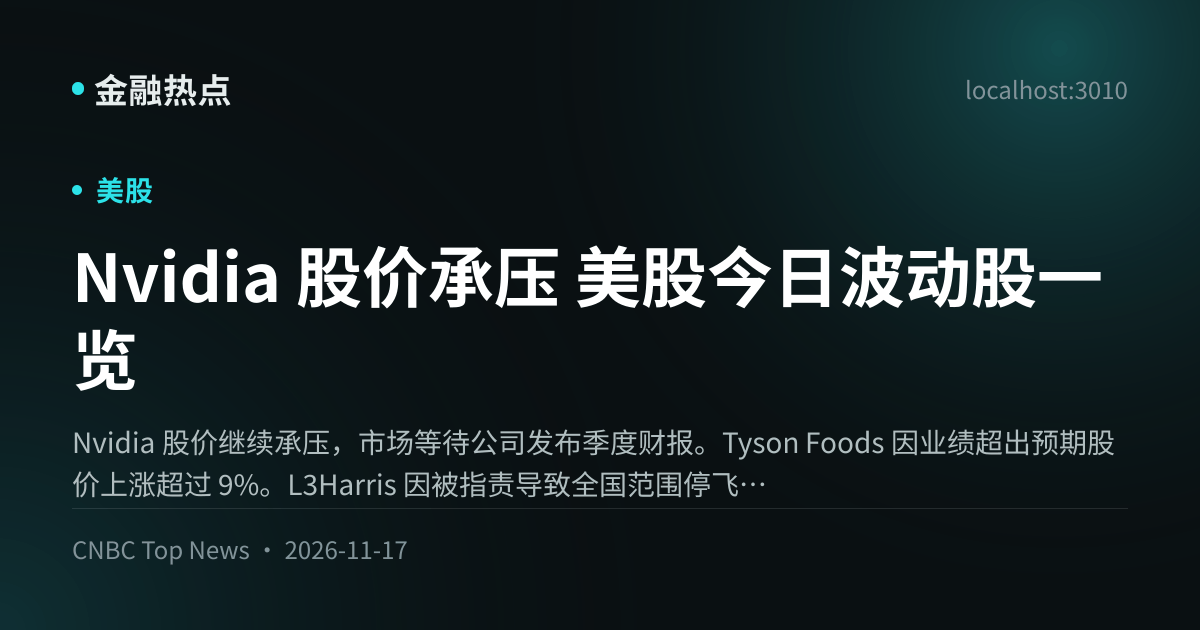 金融热点
localhost:3010
美股
Nvidia 股价承压 美股今日波动股一
览
Nvidia 股价继续承压，市场等待公司发布季度财报。Tyson Foods 因业绩超出预期股
价上涨超过 9%。L3Harris 因被指责导致全国范围停飞…
CNBC Top News • 2026-11-17